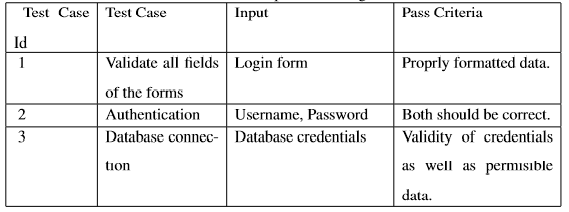 Test Case Id
Test Case
Input
Pass Criteria
1
Validate all fields
of the forms
Login form
Proprly formatted data.
2
Authentication
Username, Password
Both should be correct.
3
Database connec-
tion
Database credentials
Validity of credentials
as well as permisible
data.